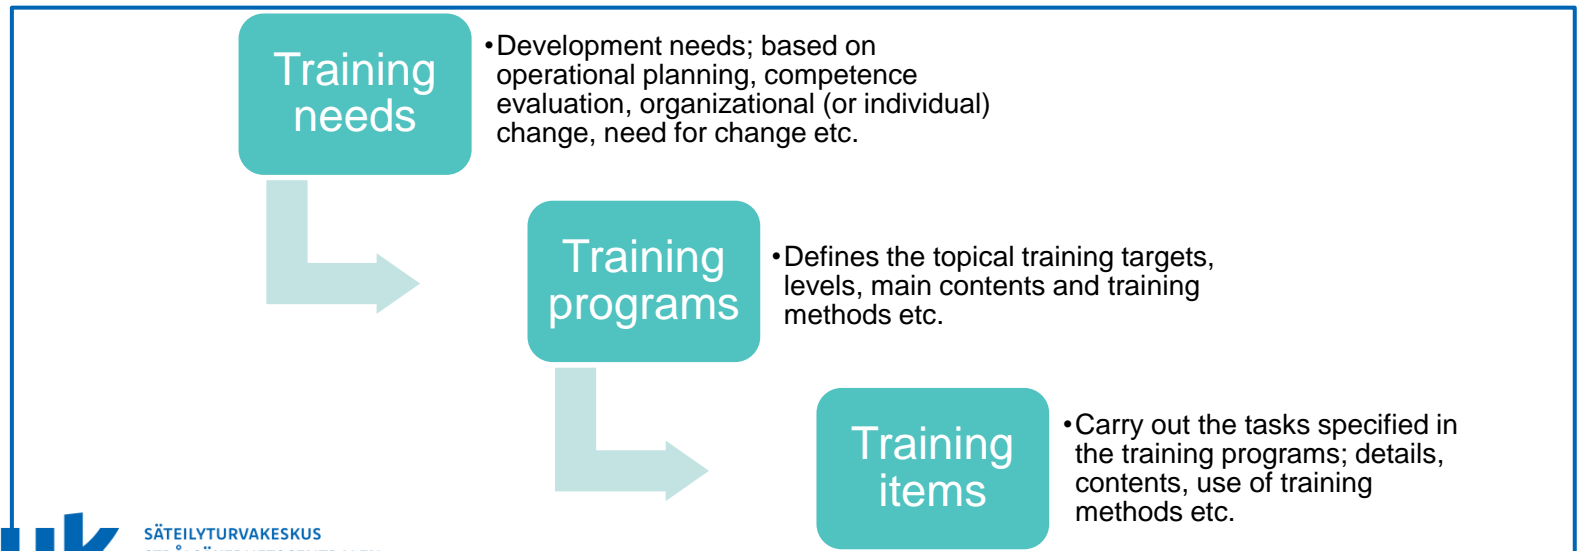 Training
needs
•Development needs; based on
operational planning, competence
evaluation, organizational (or individual)
change, need for change etc.
Training
programs
•Defines the topical training targets,
levels, main contents and training
methods etc.
Training
items
•Carry out the tasks specified in
the training programs; details,
contents, use of training
methods etc.
SÄTEILYTURVAKESKUS